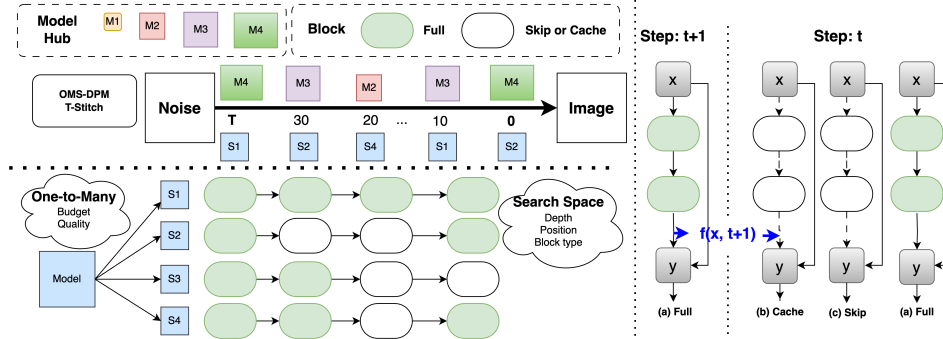 Model
Hub
M1
M2
M3
M4
Block
Full
Skip or Cache
OMS-DPM
T-Stitch
Noise
M4
M3
M2
M3
M4
Image
T
30
20
...
10
0
S1
S2
S4
S1
S2
One-to-Many
Budget
Quality
Model
S1
S2
S3
S4
Search Space
Depth
Position
Block type
Step: t+1
x
f(x, t+1)
y
(a) Full
Step: t
x
x
x
y
y
y
(b) Cache
(c) Skip
(a) Full